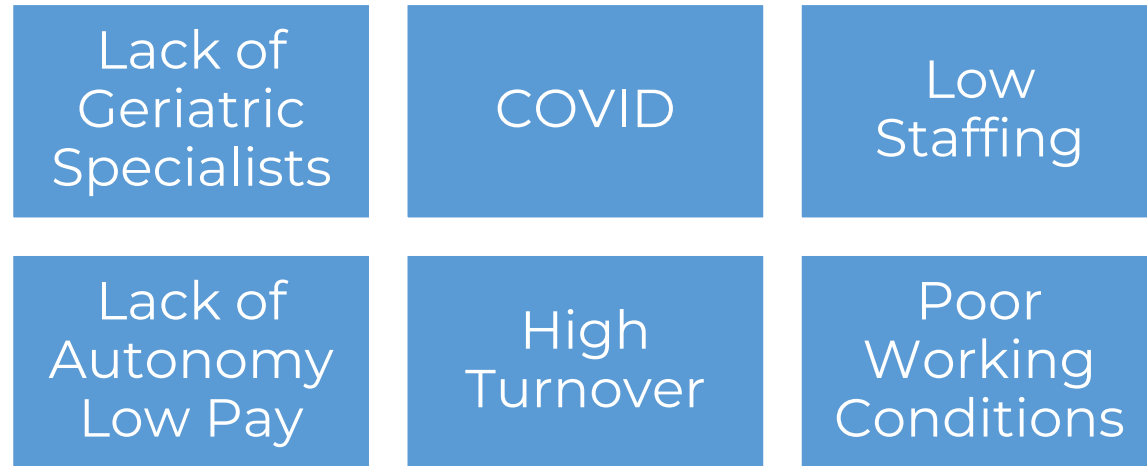 Lack of
Geriatric
Specialists
COVID
Low
Staffing
Lack of
Autonomy
Low Pay
High
Turnover
Poor
Working
Conditions